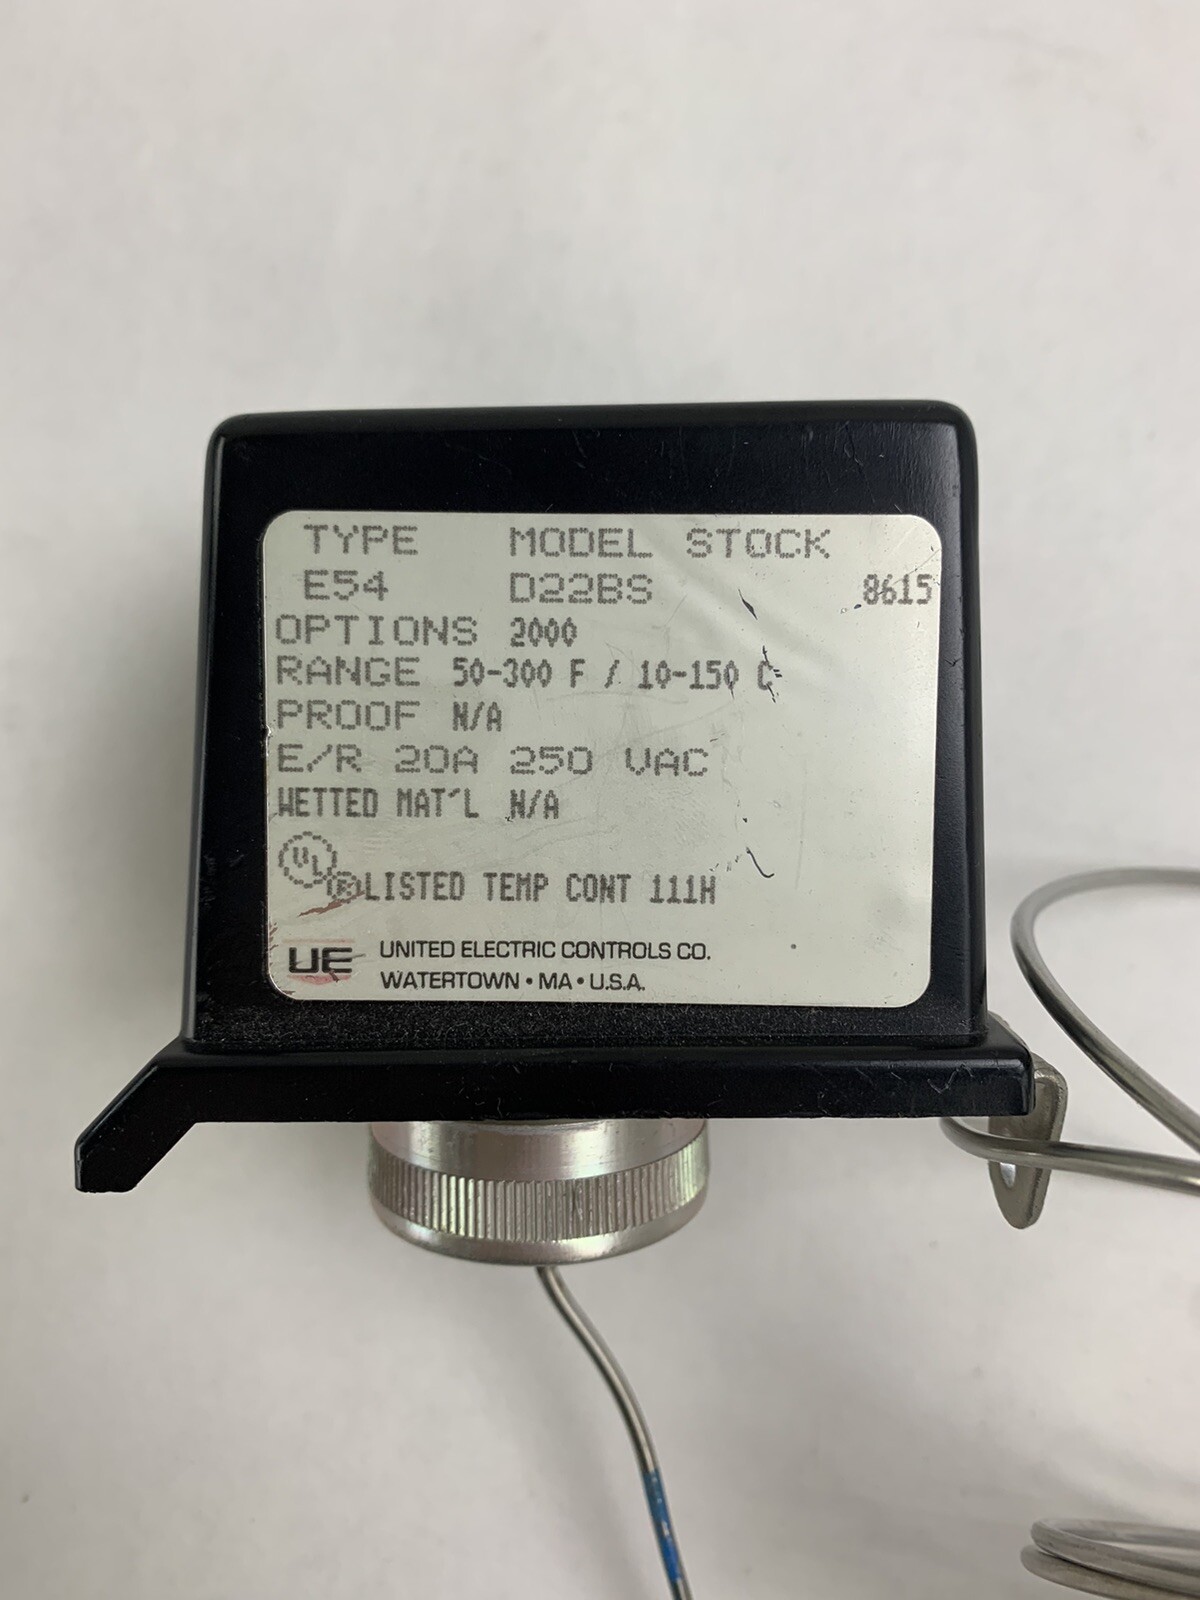 TYPE MODEL STOCK
E54 D22BS 8615
OPTIONS 2000
RANGE 50-300 F / 10-150 C
PROOF N/A
E/R 20A 250 VAC
WETTED MAT'L N/A
UL
® LISTED TEMP CONT 111H
UE UNITED ELECTRIC CONTROLS CO.
WATERTOWN • MA • U.S.A.